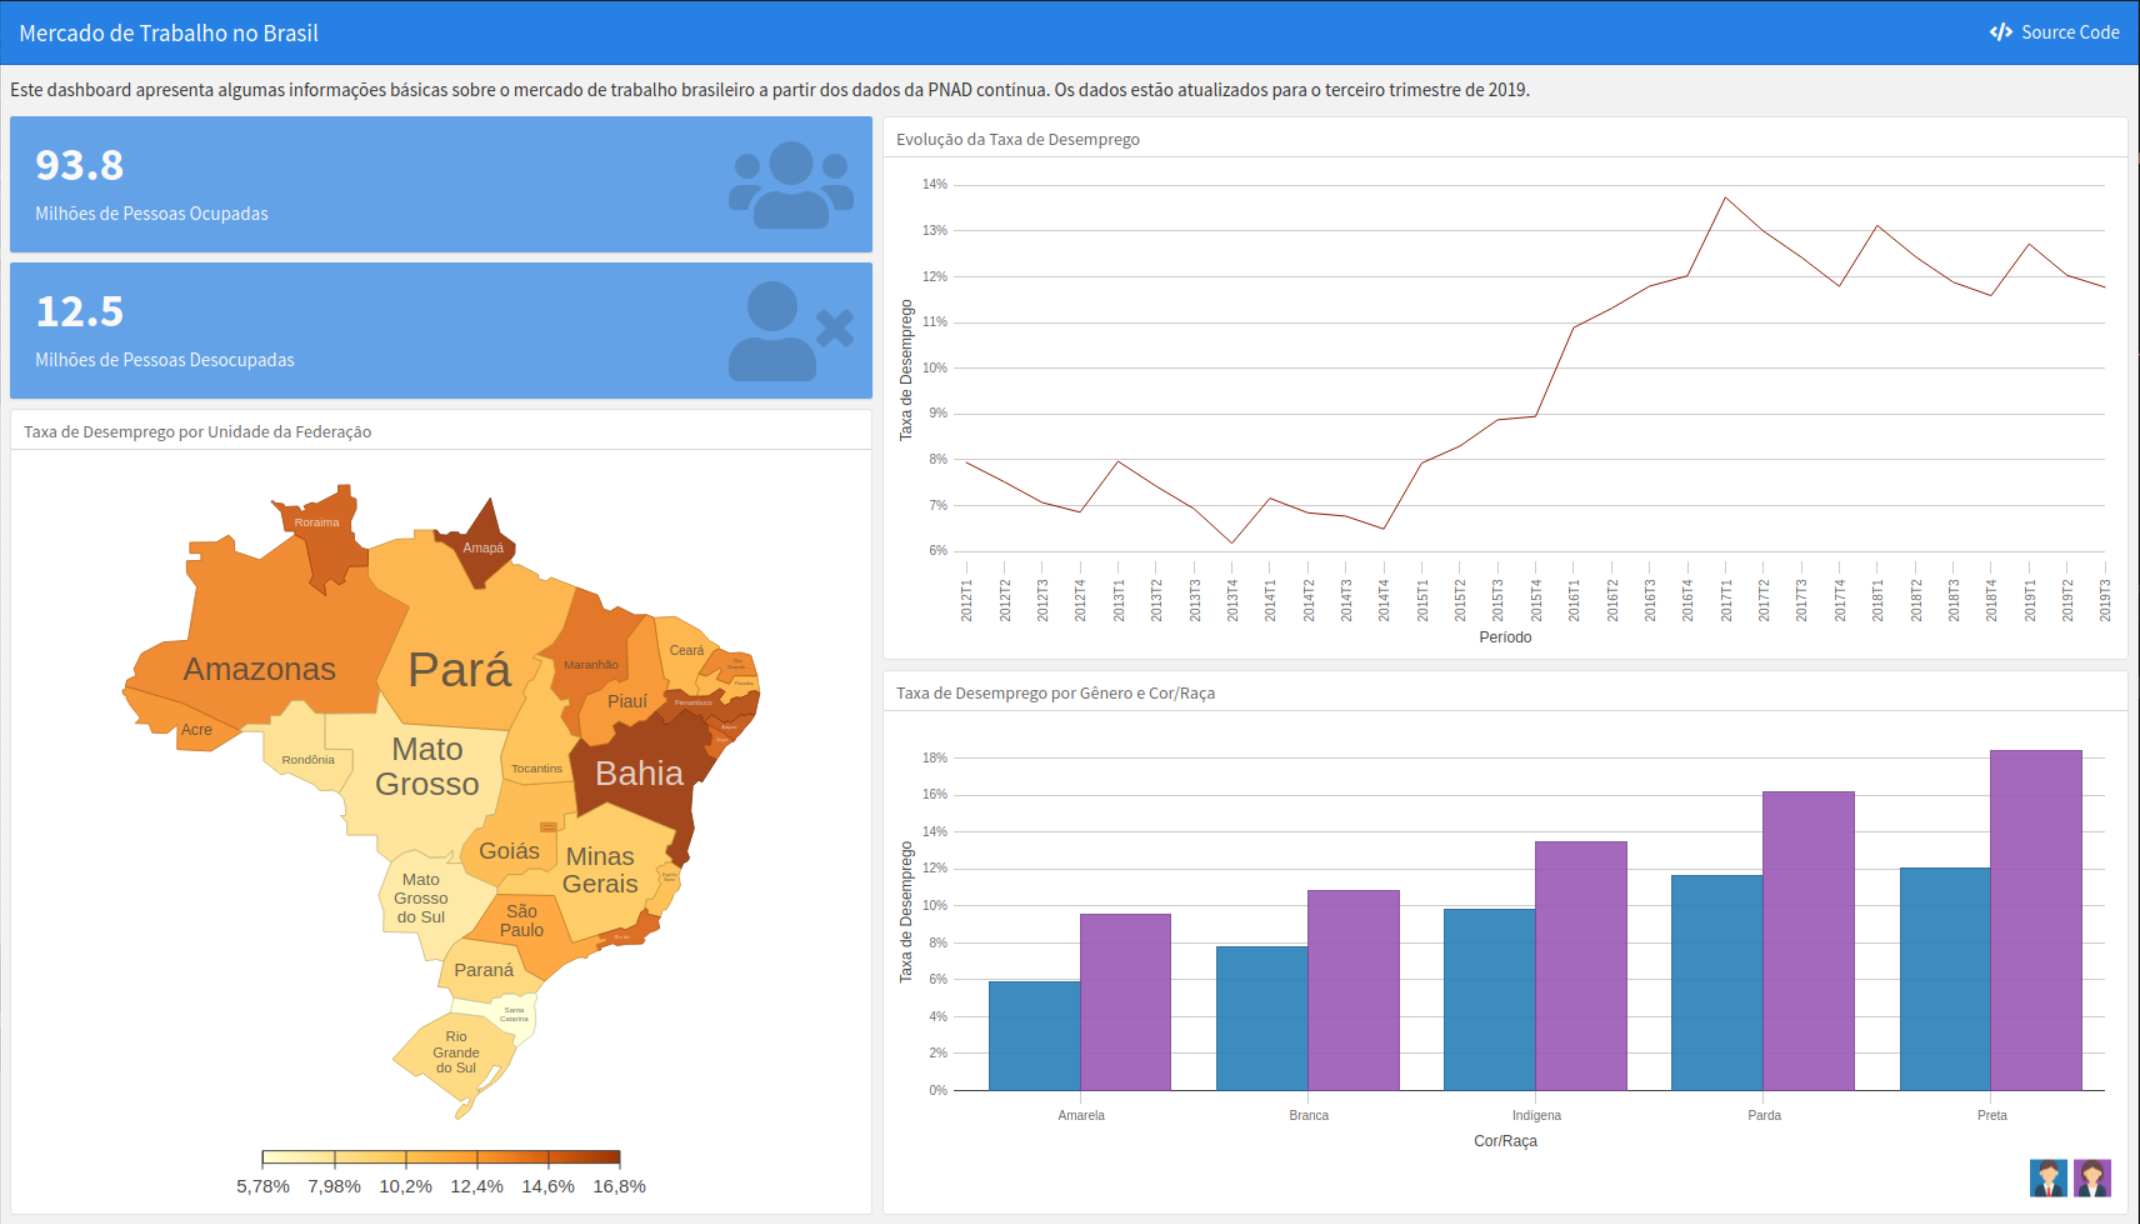 Mercado de Trabalho no Brasil
Source Code
Este dashboard apresenta algumas informações básicas sobre o mercado de trabalho brasileiro a partir dos dados da PNAD contínua. Os dados estão atualizados para o terceiro trimestre de 2019.
93.8
Milhões de Pessoas Ocupadas
12.5
Milhões de Pessoas Desocupadas
Taxa de Desemprego por Unidade da Federação
Roraima
Amapá
Amazonas
Pará
Maranhão
Ceará
Rio
Grande
Paraíba
Piauí
Pernambuco
Acre
Alagoas
Rondônia
Mato
Grosso
Tocantins
Bahia
Goiás
Minas
Gerais
Mato
Grosso
do Sul
São
Paulo
Paraná
Santa
Catarina
Rio
Grande
do Sul
5,78% 7,98% 10,2% 12,4% 14,6% 16,8%
Evolução da Taxa de Desemprego
Taxa de Desemprego
14%
13%
12%
11%
10%
9%
8%
7%
6%
2012T1 2012T2 2012T3 2012T4 2013T1 2013T2 2013T3 2013T4 2014T1 2014T2 2014T3 2014T4 2015T1 2015T2 2015T3 2015T4 2016T1 2016T2 2016T3 2016T4 2017T1 2017T2 2017T3 2017T4 2018T1 2018T2 2018T3 2018T4 2019T1 2019T2 2019T3
Período
Taxa de Desemprego por Gênero e Cor/Raça
Taxa de Desemprego
18%
16%
14%
12%
10%
8%
6%
4%
2%
0%
Amarela Branca Indígena Parda Preta
Cor/Raça